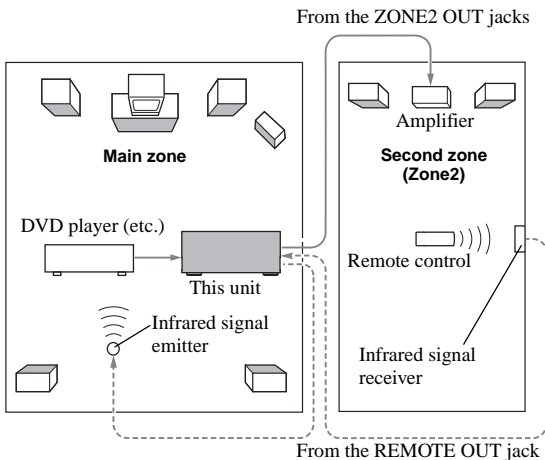 From the ZONE2 OUT jacks
Main zone
Amplifier
Second zone
(Zone2)
DVD player (etc.)
This unit
Remote control
Infrared signal
emitter
Infrared signal
receiver
From the REMOTE OUT jack